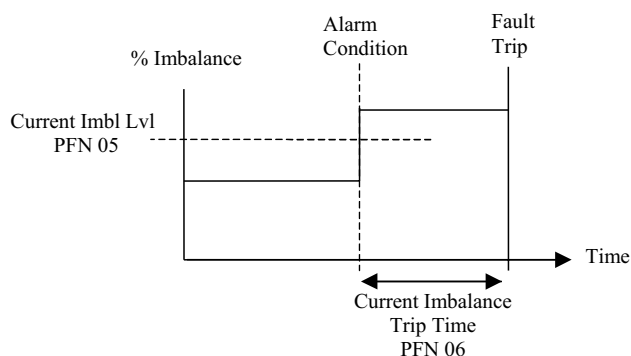 Alarm
Condition
Fault
Trip
% Imbalance
Current Imbl Lvl
PFN 05
Time
Current Imbalance
Trip Time
PFN 06